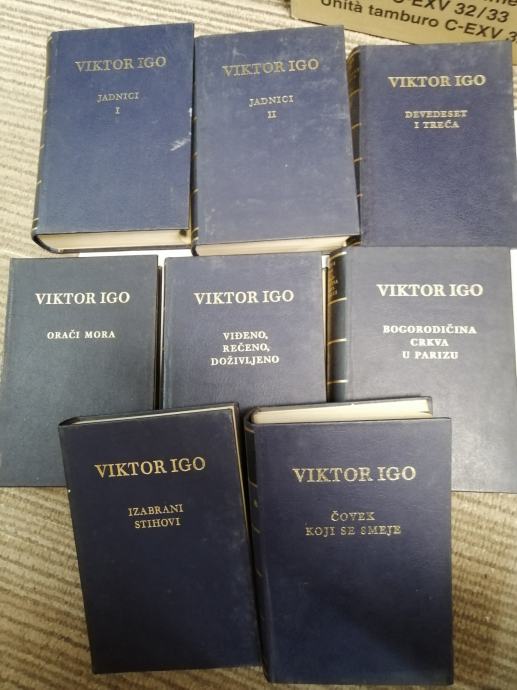 C-EXV 32/33
Unità tamburo C-EXV 3
VIKTOR IGO
JADNICI
I
VIKTOR IGO
JADNICI
II
VIKTOR IGO
DEVEDESET
I TREĆA
VIKTOR IGO
ORAČI MORA
VIKTOR IGO
VIĐENO,
REČENO,
DOŽIVLJENO
VIKTOR IGO
BOGORODIČINA
CRKVA
U PARIZU
VIKTOR IGO
IZABRANI
STIHOVI
VIKTOR IGO
ČOVEK
KOJI SE SMEJE